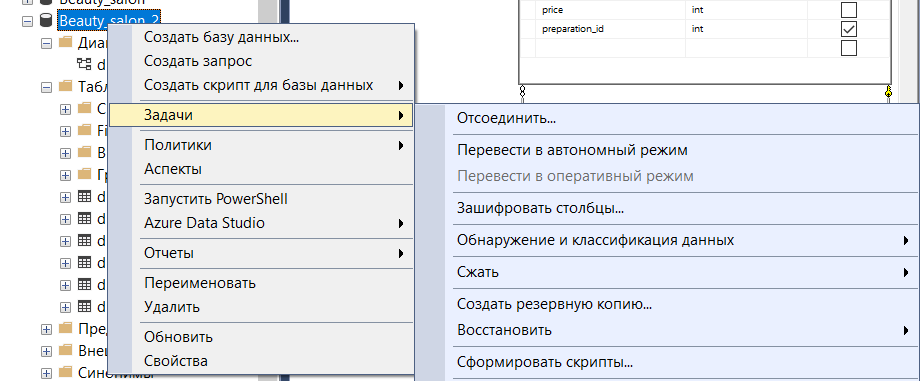 Beauty_salon
Beauty_salon_2
price int
preparation_id int
Диа
d
Табл
С
Fi
В
Гр
d
d
d
d
d
d
Пред
Внеш
Синонимы
Создать базу данных...
Создать запрос
Создать скрипт для базы данных
Задачи
Политики
Аспекты
Запустить PowerShell
Azure Data Studio
Отчеты
Переименовать
Удалить
Обновить
Свойства
Отсоединить...
Перевести в автономный режим
Перевести в оперативный режим
Зашифровать столбцы...
Обнаружение и классификация данных
Сжать
Создать резервную копию...
Восстановить
Сформировать скрипты...